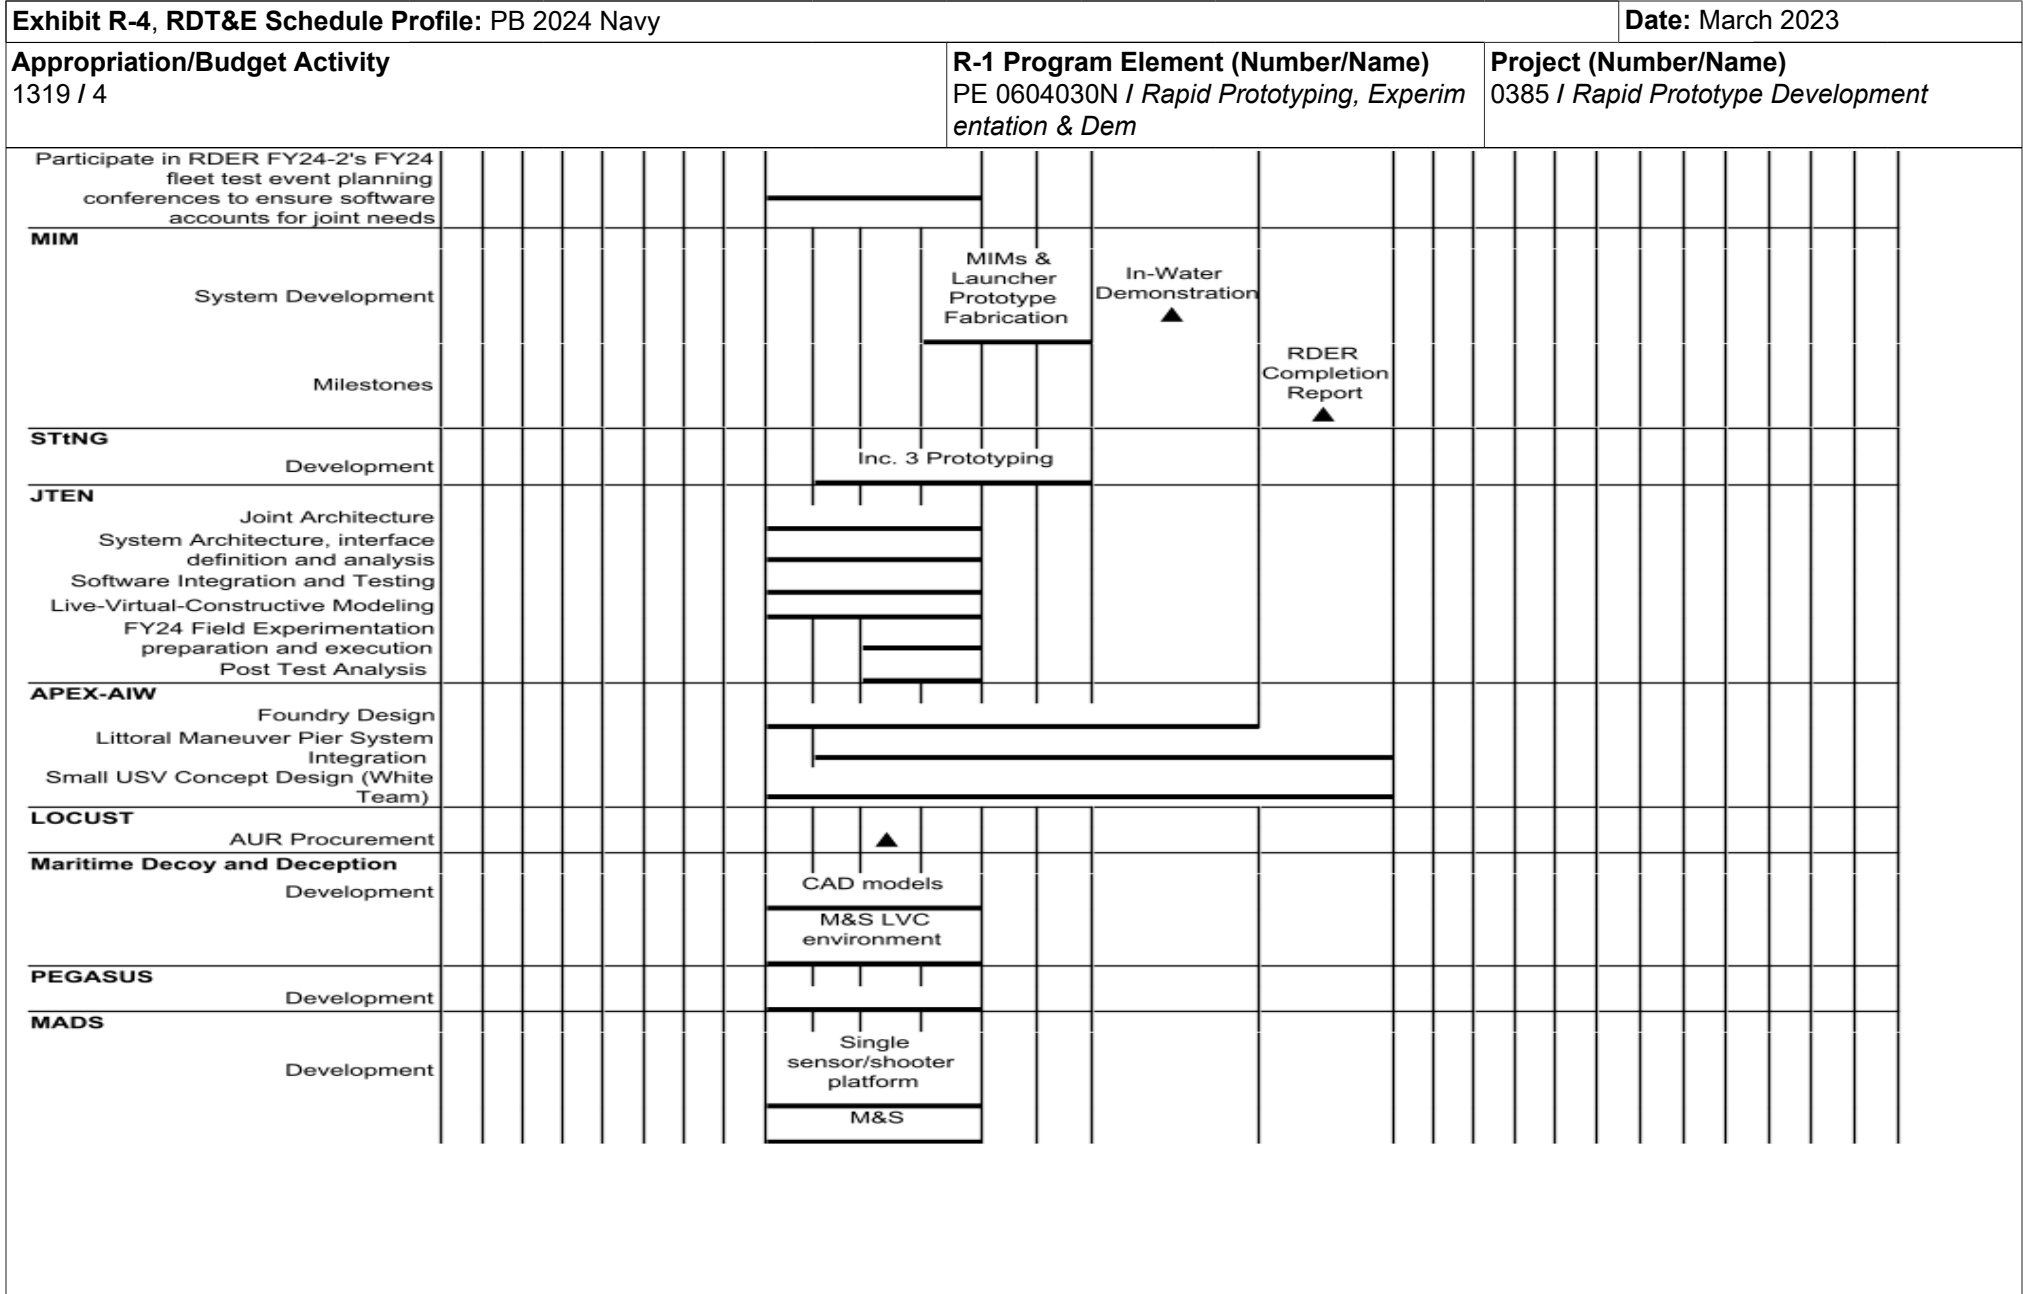 Exhibit R-4, RDT&E Schedule Profile: PB 2024 Navy
Date: March 2023
Appropriation/Budget Activity
1319 / 4
R-1 Program Element (Number/Name)
PE 0604030N / Rapid Prototyping, Experim
entation & Dem
Project (Number/Name)
0385 / Rapid Prototype Development
Participate in RDER FY24-2's FY24
fleet test event planning
conferences to ensure software
accounts for joint needs
MIM
System Development
MIMs &
Launcher
Prototype
Fabrication
In-Water
Demonstration
Milestones
RDER
Completion
Report
STtNG
Development
Inc. 3 Prototyping
JTEN
Joint Architecture
System Architecture, interface
definition and analysis
Software Integration and Testing
Live-Virtual-Constructive Modeling
FY24 Field Experimentation
preparation and execution
Post Test Analysis
APEX-AIW
Foundry Design
Littoral Maneuver Pier System
Integration
Small USV Concept Design (White
Team)
LOCUST
AUR Procurement
Maritime Decoy and Deception
Development
CAD models
M&S LVC
environment
PEGASUS
Development
MADS
Development
Single
sensor/shooter
platform
M&S